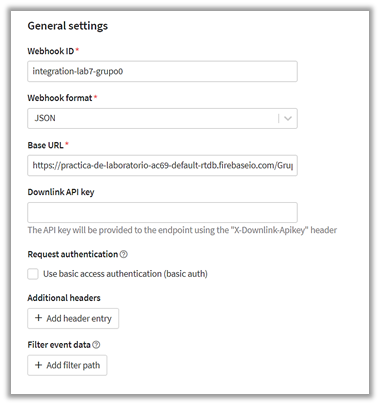 General settings
Webhook ID *
integration-lab7-grupo0
Webhook format *
JSON
Base URL *
https://practica-de-laboratorio-ac69-default-rtdb.firebaseio.com/Gru
Downlink API key
The API key will be provided to the endpoint using the "X-Downlink-Apikey" header
Request authentication ?
Use basic access authentication (basic auth)
Additional headers
+ Add header entry
Filter event data ?
+ Add filter path